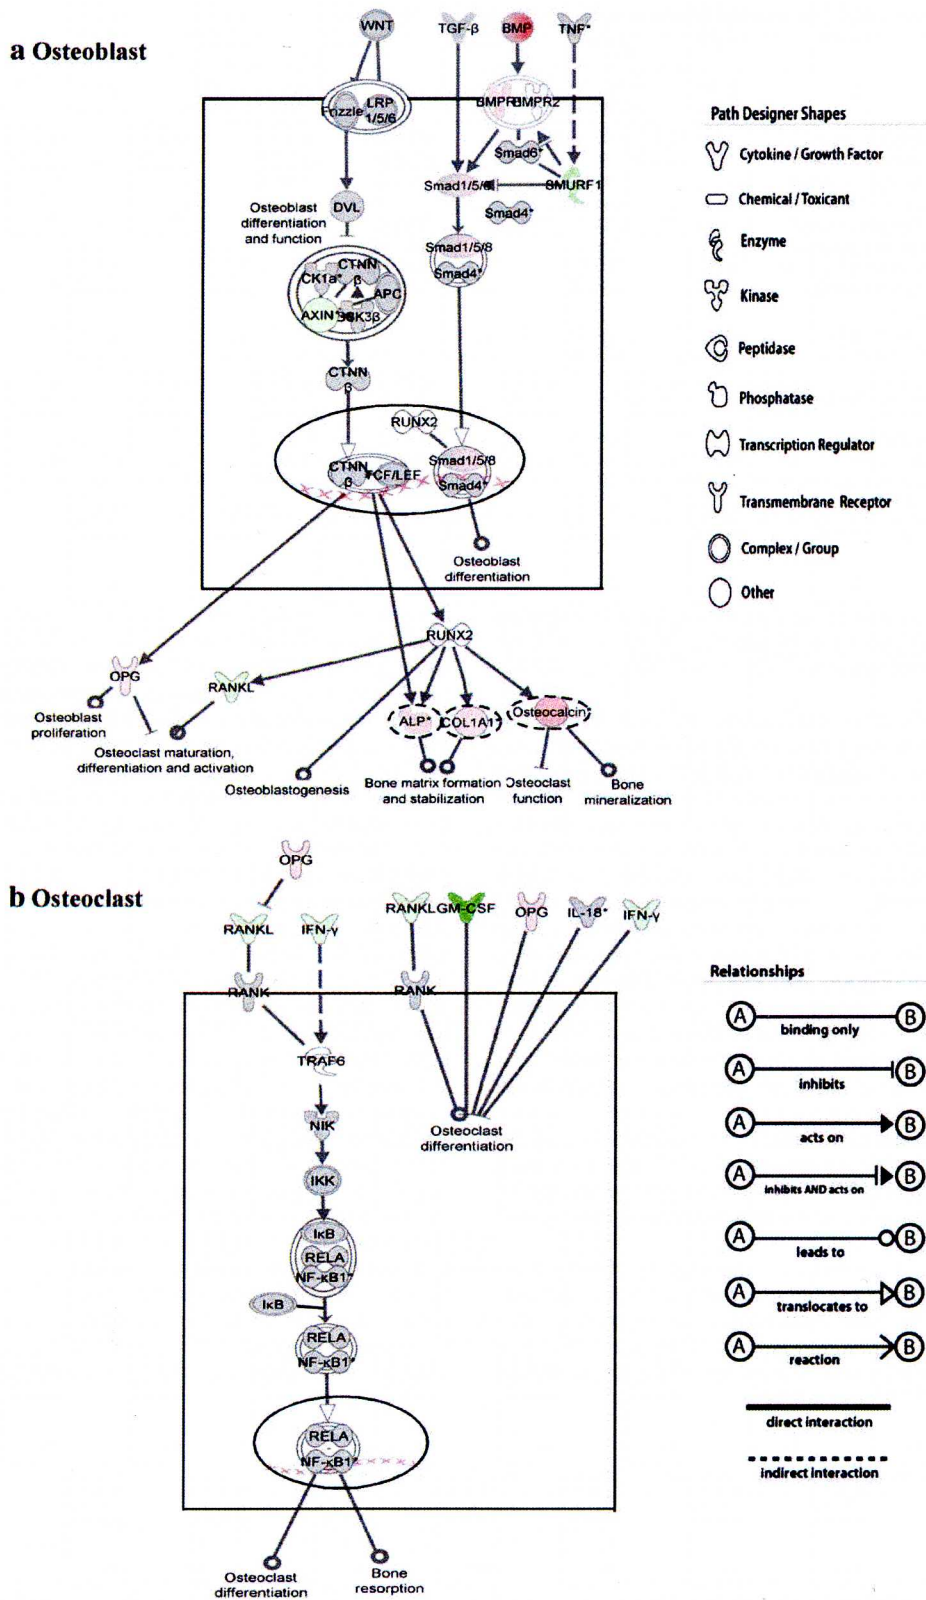 a Osteoblast
WNT
TGF-β
BMP
TNF*
Frizzle
LRP
1/5/6
BMPR1
BMPR2
Smad6*
Smad1/5/8
SMURF1
Smad4*
DVL
Osteoblast
differentiation
and function
Smad1/5/8
Smad4*
CTNN
β
CK1a*
APC
AXIN*
GSK3β
CTNN
β
RUNX2
CTNN
β
TCF/LEF
Smad1/5/8
Smad4*
Osteoblast
differentiation
RUNX2
OPG
RANKL
ALP*
COL1A1*
Osteocalcin*
Osteoblast
proliferation
Osteoclast maturation,
differentiation and activation
Osteoblastogenesis
Bone matrix formation
and stabilization
Osteoclast
function
Bone
mineralization
Path Designer Shapes
Cytokine / Growth Factor
Chemical / Toxicant
Enzyme
Kinase
Peptidase
Phosphatase
Transcription Regulator
Transmembrane Receptor
Complex / Group
Other
b Osteoclast
OPG
RANKL
IFN-γ
RANK
TRAF6
NIK
IKK
IκB
RELA
NF-κB1*
IκB
RELA
NF-κB1*
RELA
NF-κB1*
Osteoclast
differentiation
Bone
resorption
RANKL
GM-CSF
OPG
IL-18*
IFN-γ
RANK
Osteoclast
differentiation
Relationships
A
B
binding only
A
B
inhibits
A
B
acts on
A
B
inhibits AND acts on
A
B
leads to
A
B
translocates to
A
B
reaction
direct interaction
indirect interaction